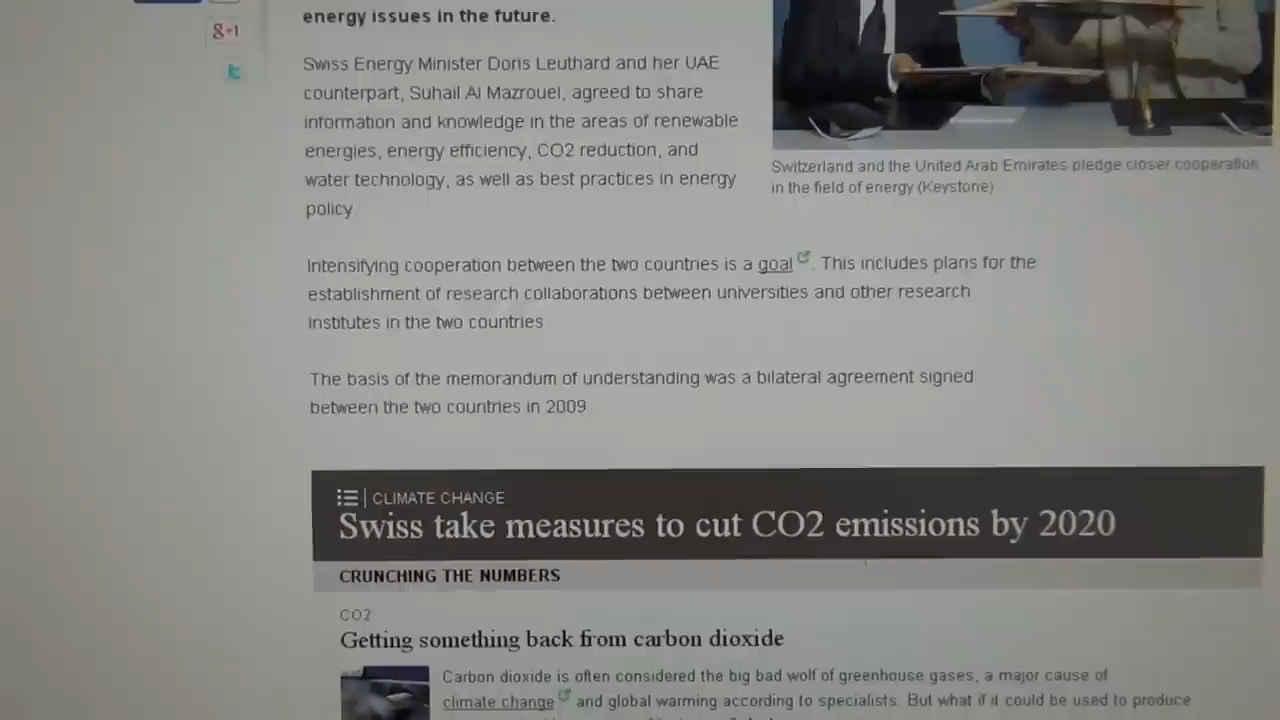 energy issues in the future.
g+1
Swiss Energy Minister Doris Leuthard and her UAE
counterpart, Suhail Al Mazrouei, agreed to share
information and knowledge in the areas of renewable
energies, energy efficiency, CO2 reduction, and
water technology, as well as best practices in energy
policy
Switzerland and the United Arab Emirates pledge closer cooperation
in the field of energy (Keystone)
Intensifying cooperation between the two countries is a goal. This includes plans for the
establishment of research collaborations between universities and other research
institutes in the two countries
The basis of the memorandum of understanding was a bilateral agreement signed
between the two countries in 2009
CLIMATE CHANGE
Swiss take measures to cut CO2 emissions by 2020
CRUNCHING THE NUMBERS
CO2
Getting something back from carbon dioxide
Carbon dioxide is often considered the big bad wolf of greenhouse gases, a major cause of
climate change and global warming according to specialists. But what if it could be used to produce